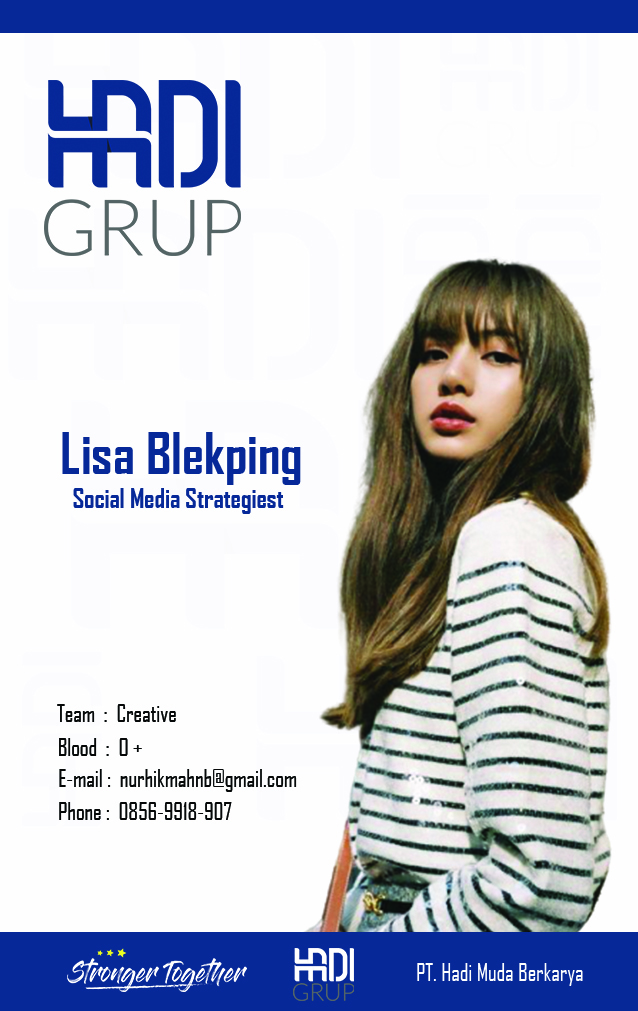 HADI
GRUP
Lisa Blekping
Social Media Strategiest
Team : Creative
Blood : O +
E-mail : nurhikmahnb@gmail.com
Phone : 0856-9918-907
Stronger Together
HADI
GRUP
PT. Hadi Muda Berkarya